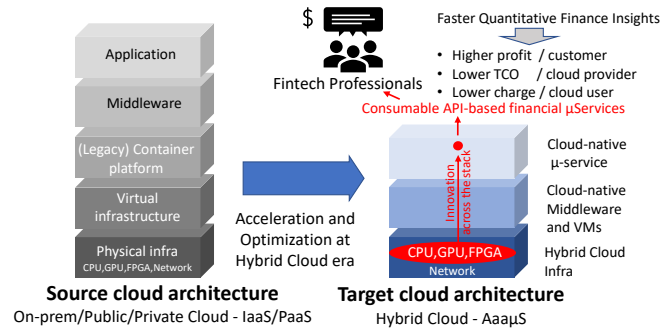 Application
Middleware
(Legacy) Container
platform
Virtual
infrastructure
Physical infra
CPU,GPU,FPGA,Network
Source cloud architecture
On-prem/Public/Private Cloud - IaaS/PaaS
Acceleration and
Optimization at
Hybrid Cloud era
$
Fintech Professionals
Faster Quantitative Finance Insights
• Higher profit / customer
• Lower TCO / cloud provider
• Lower charge / cloud user
Consumable API-based financial µServices
Innovation
across the stack
CPU,GPU,FPGA
Network
Cloud-native
µ-service
Cloud-native
Middleware
and VMs
Hybrid Cloud
Infra
Target cloud architecture
Hybrid Cloud - AaaµS